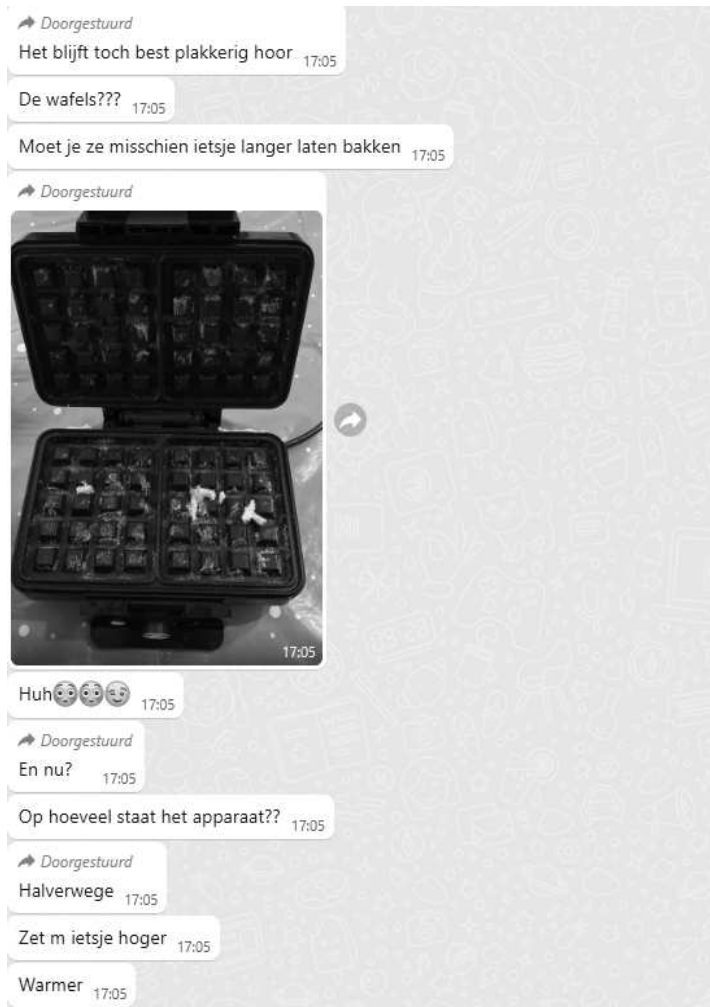 Doorgestuurd
Het blijft toch best plakkerig hoor 17:05
De wafels??? 17:05
Moet je ze misschien ietsje langer laten bakken 17:05
Doorgestuurd
17:05
Huh😳😳😉 17:05
Doorgestuurd
En nu? 17:05
Op hoeveel staat het apparaat?? 17:05
Doorgestuurd
Halverwege 17:05
Zet m ietsje hoger 17:05
Warmer 17:05